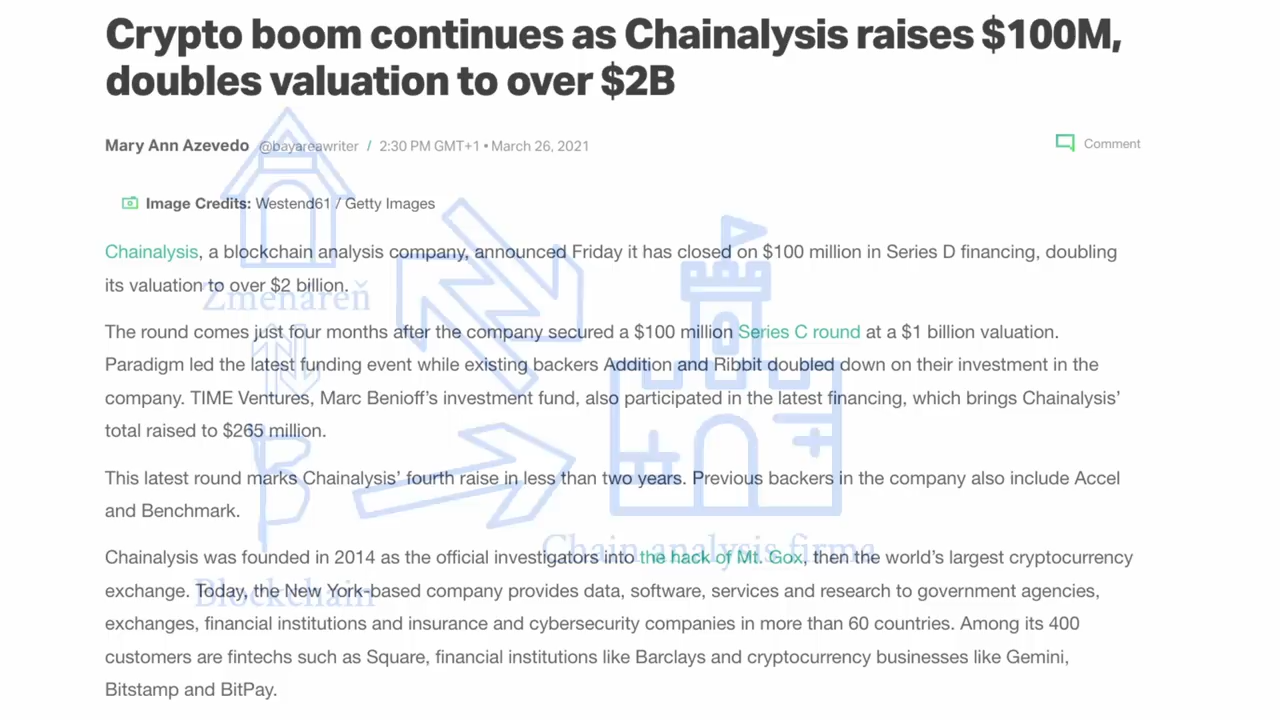 Crypto boom continues as Chainalysis raises $100M,
doubles valuation to over $2B
Mary Ann Azevedo @bayareawriter / 2:30 PM GMT+1 • March 26, 2021
Comment
Image Credits: Westend61 / Getty Images
Chainalysis, a blockchain analysis company, announced Friday it has closed on $100 million in Series D financing, doubling
its valuation to over $2 billion.
Zmenáreň
The round comes just four months after the company secured a $100 million Series C round at a $1 billion valuation.
Paradigm led the latest funding event while existing backers Addition and Ribbit doubled down on their investment in the
company. TIME Ventures, Marc Benioff’s investment fund, also participated in the latest financing, which brings Chainalysis’
total raised to $265 million.
This latest round marks Chainalysis’ fourth raise in less than two years. Previous backers in the company also include Accel
and Benchmark.
Chain analysis firma
Chainalysis was founded in 2014 as the official investigators into the hack of Mt. Gox, then the world’s largest cryptocurrency
exchange. Today, the New York-based company provides data, software, services and research to government agencies,
Blockchain
exchanges, financial institutions and insurance and cybersecurity companies in more than 60 countries. Among its 400
customers are fintechs such as Square, financial institutions like Barclays and cryptocurrency businesses like Gemini,
Bitstamp and BitPay.